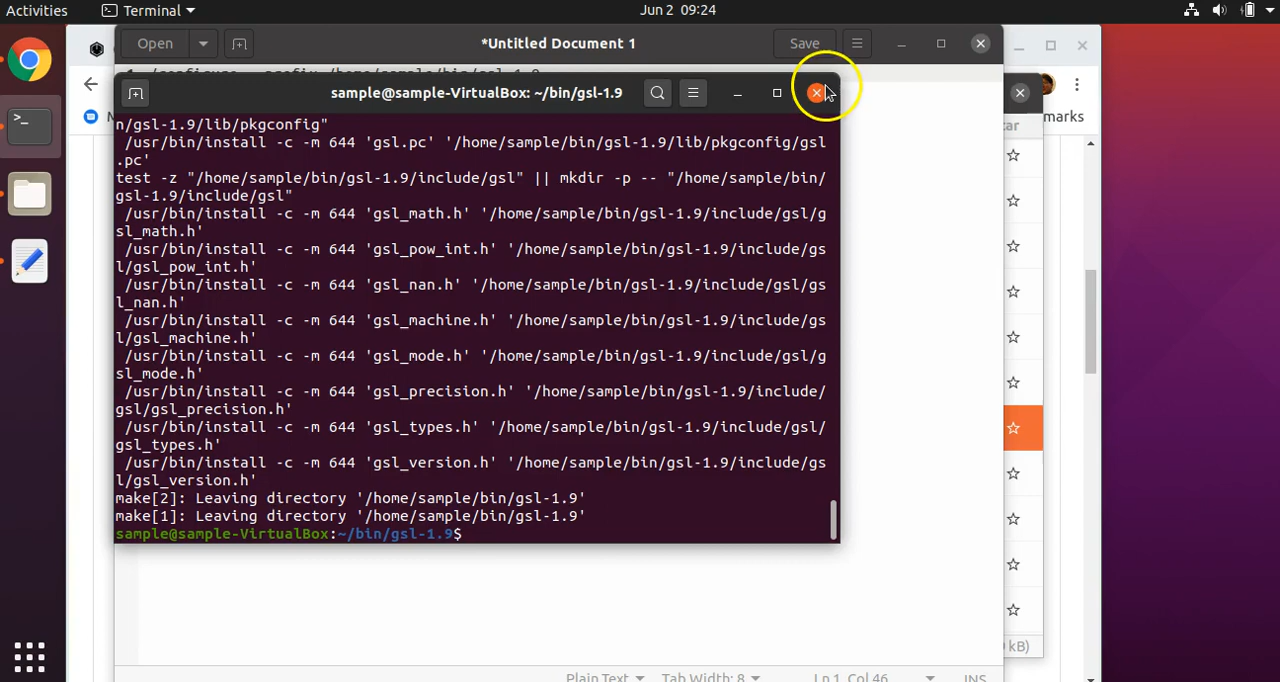 Activities
Terminal
Jun 2 09:24
Open
*Untitled Document 1
Save
sample@sample-VirtualBox: ~/bin/gsl-1.9
n/gsl-1.9/lib/pkgconfig"
/usr/bin/install -c -m 644 'gsl.pc' '/home/sample/bin/gsl-1.9/lib/pkgconfig/gsl
.pc'
test -z "/home/sample/bin/gsl-1.9/include/gsl" || mkdir -p -- "/home/sample/bin/
gsl-1.9/include/gsl"
/usr/bin/install -c -m 644 'gsl_math.h' '/home/sample/bin/gsl-1.9/include/gsl/g
sl_math.h'
/usr/bin/install -c -m 644 'gsl_pow_int.h' '/home/sample/bin/gsl-1.9/include/gs
l/gsl_pow_int.h'
/usr/bin/install -c -m 644 'gsl_nan.h' '/home/sample/bin/gsl-1.9/include/gsl/gs
l_nan.h'
/usr/bin/install -c -m 644 'gsl_machine.h' '/home/sample/bin/gsl-1.9/include/gs
l/gsl_machine.h'
/usr/bin/install -c -m 644 'gsl_mode.h' '/home/sample/bin/gsl-1.9/include/gsl/g
sl_mode.h'
/usr/bin/install -c -m 644 'gsl_precision.h' '/home/sample/bin/gsl-1.9/include/
gsl/gsl_precision.h'
/usr/bin/install -c -m 644 'gsl_types.h' '/home/sample/bin/gsl-1.9/include/gsl/
gsl_types.h'
/usr/bin/install -c -m 644 'gsl_version.h' '/home/sample/bin/gsl-1.9/include/gs
l/gsl_version.h'
make[2]: Leaving directory '/home/sample/bin/gsl-1.9'
make[1]: Leaving directory '/home/sample/bin/gsl-1.9'
sample@sample-VirtualBox:~/bin/gsl-1.9$
marks
tar
kB)
Plain Text
Tab Width: 8
Ln 1, Col 46
INS